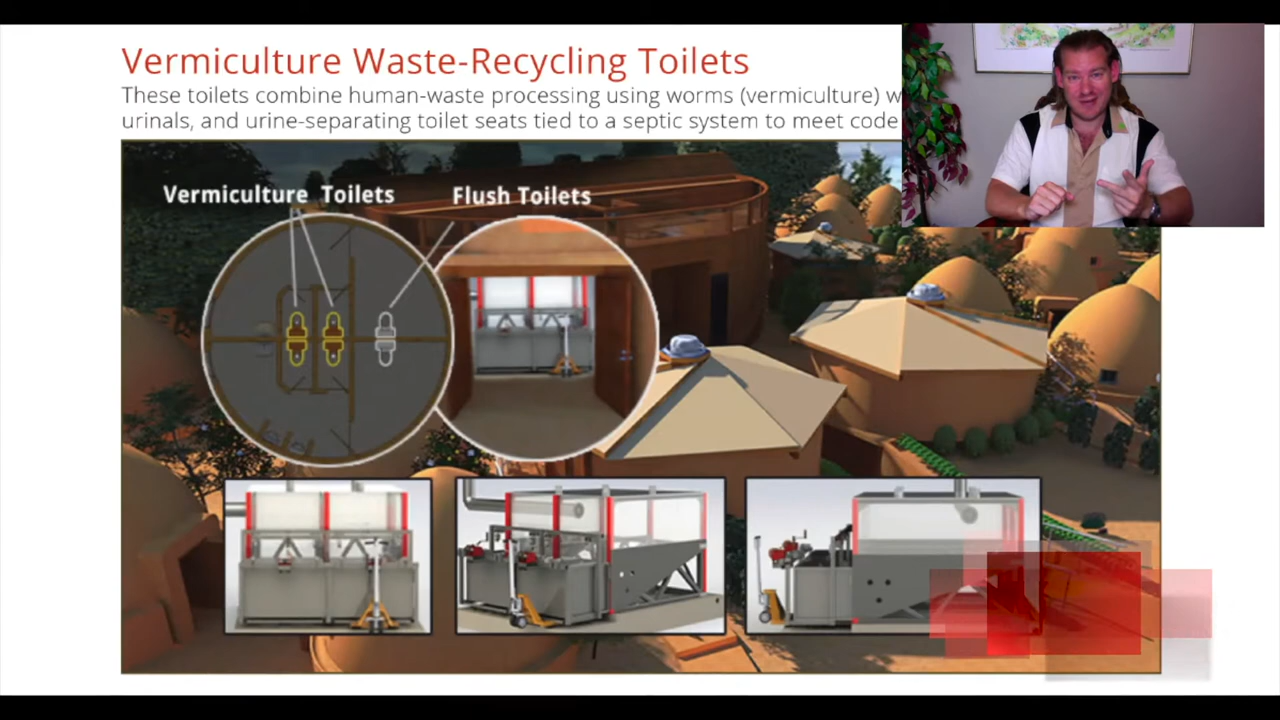 Vermiculture Waste-Recycling Toilets
These toilets combine human-waste processing using worms (vermiculture) w
urinals, and urine-separating toilet seats tied to a septic system to meet code
Vermiculture Toilets
Flush Toilets